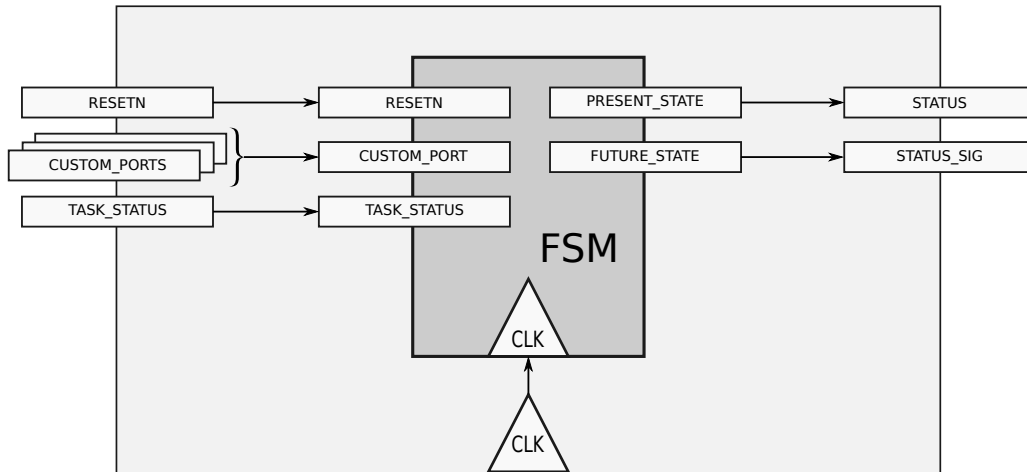 RESETN
RESETN
PRESENT_STATE
STATUS
CUSTOM_PORTS
CUSTOM_PORT
FUTURE_STATE
STATUS_SIG
TASK_STATUS
TASK_STATUS
FSM
CLK
CLK